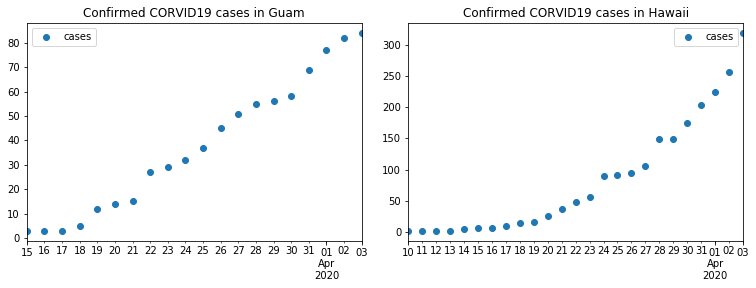 Confirmed CORVID19 cases in Guam
cases
80
70
60
50
40
30
20
10
0
15 16 17 18 19 20 21 22 23 24 25 26 27 28 29 30 31 01 02 03
Apr
2020
Confirmed CORVID19 cases in Hawaii
cases
300
250
200
150
100
50
0
10 11 12 13 14 15 16 17 18 19 20 21 22 23 24 25 26 27 28 29 30 31 01 02 03
Apr
2020